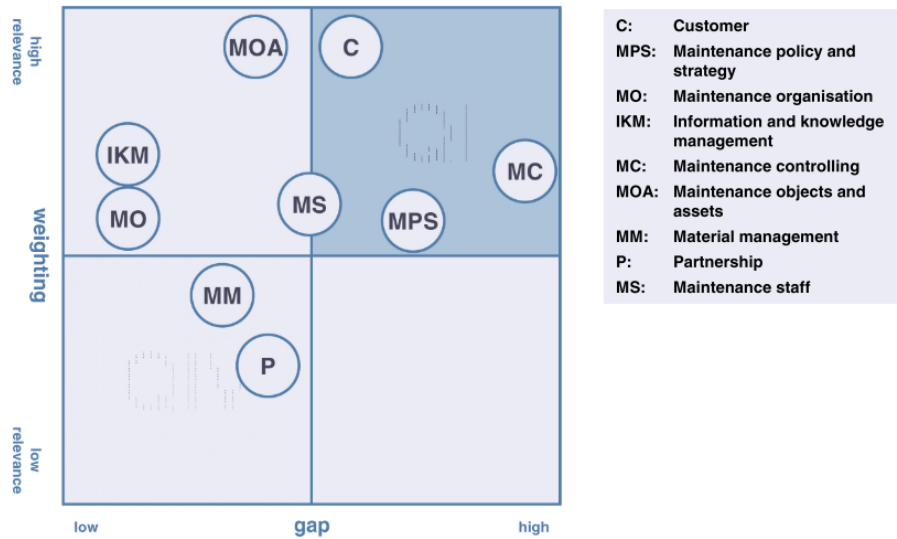 high
relevance
MOA
C
QI
IKM
MC
MO
MS
MPS
weighting
MM
P
low
relevance
low
gap
high
C: Customer
MPS: Maintenance policy and
strategy
MO: Maintenance organisation
IKM: Information and knowledge
management
MC: Maintenance controlling
MOA: Maintenance objects and
assets
MM: Material management
P: Partnership
MS: Maintenance staff